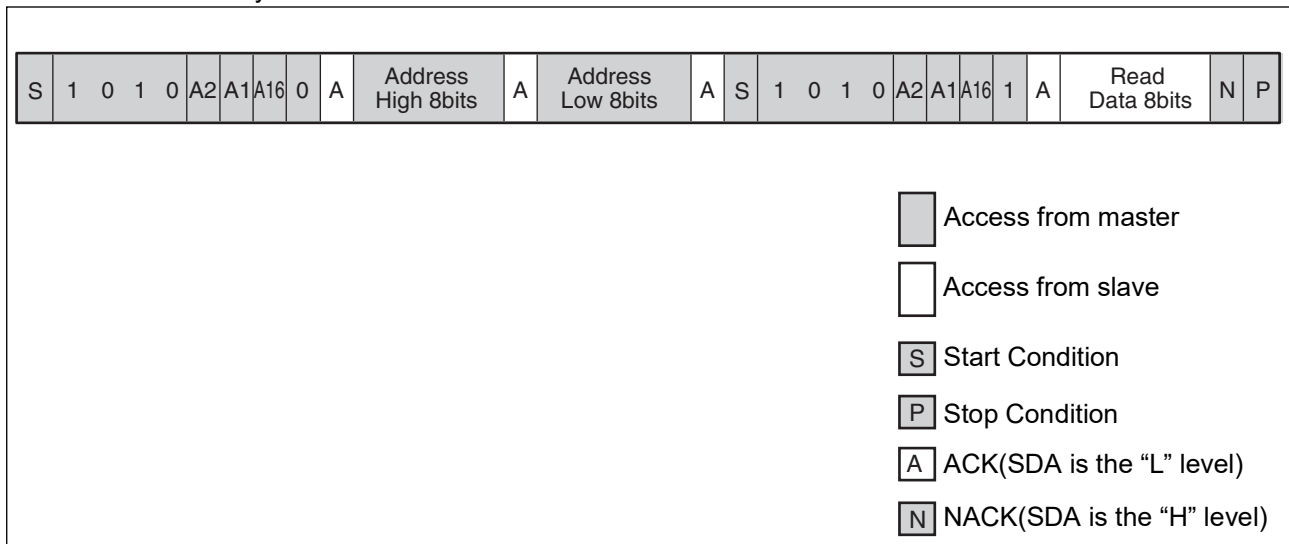 S 1 0 1 0 A2 A1 A16 0 A Address High 8bits A Address Low 8bits A S 1 0 1 0 A2 A1 A16 1 A Read Data 8bits N P
Access from master
Access from slave
S Start Condition
P Stop Condition
A ACK(SDA is the “L” level)
N NACK(SDA is the “H” level)